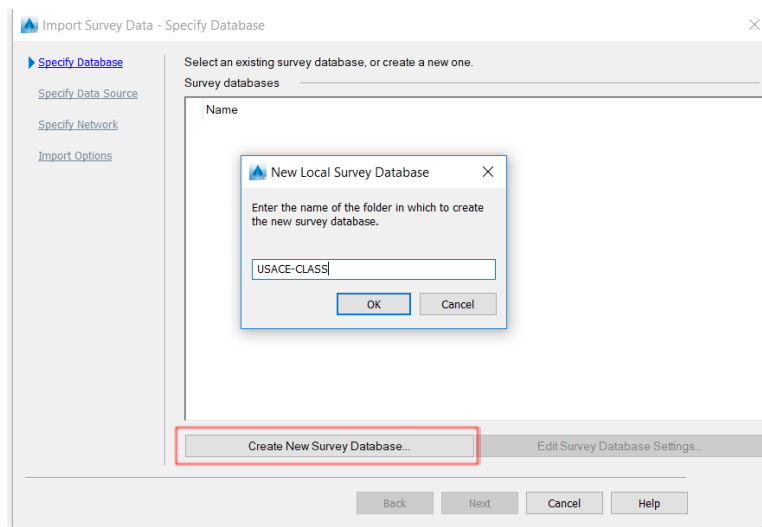 Import Survey Data - Specify Database
Specify Database
Specify Data Source
Specify Network
Import Options
Select an existing survey database, or create a new one.
Survey databases
Name
New Local Survey Database
Enter the name of the folder in which to create
the new survey database.
USACE-CLASS
OK
Cancel
Create New Survey Database...
Edit Survey Database Settings...
Back
Next
Cancel
Help